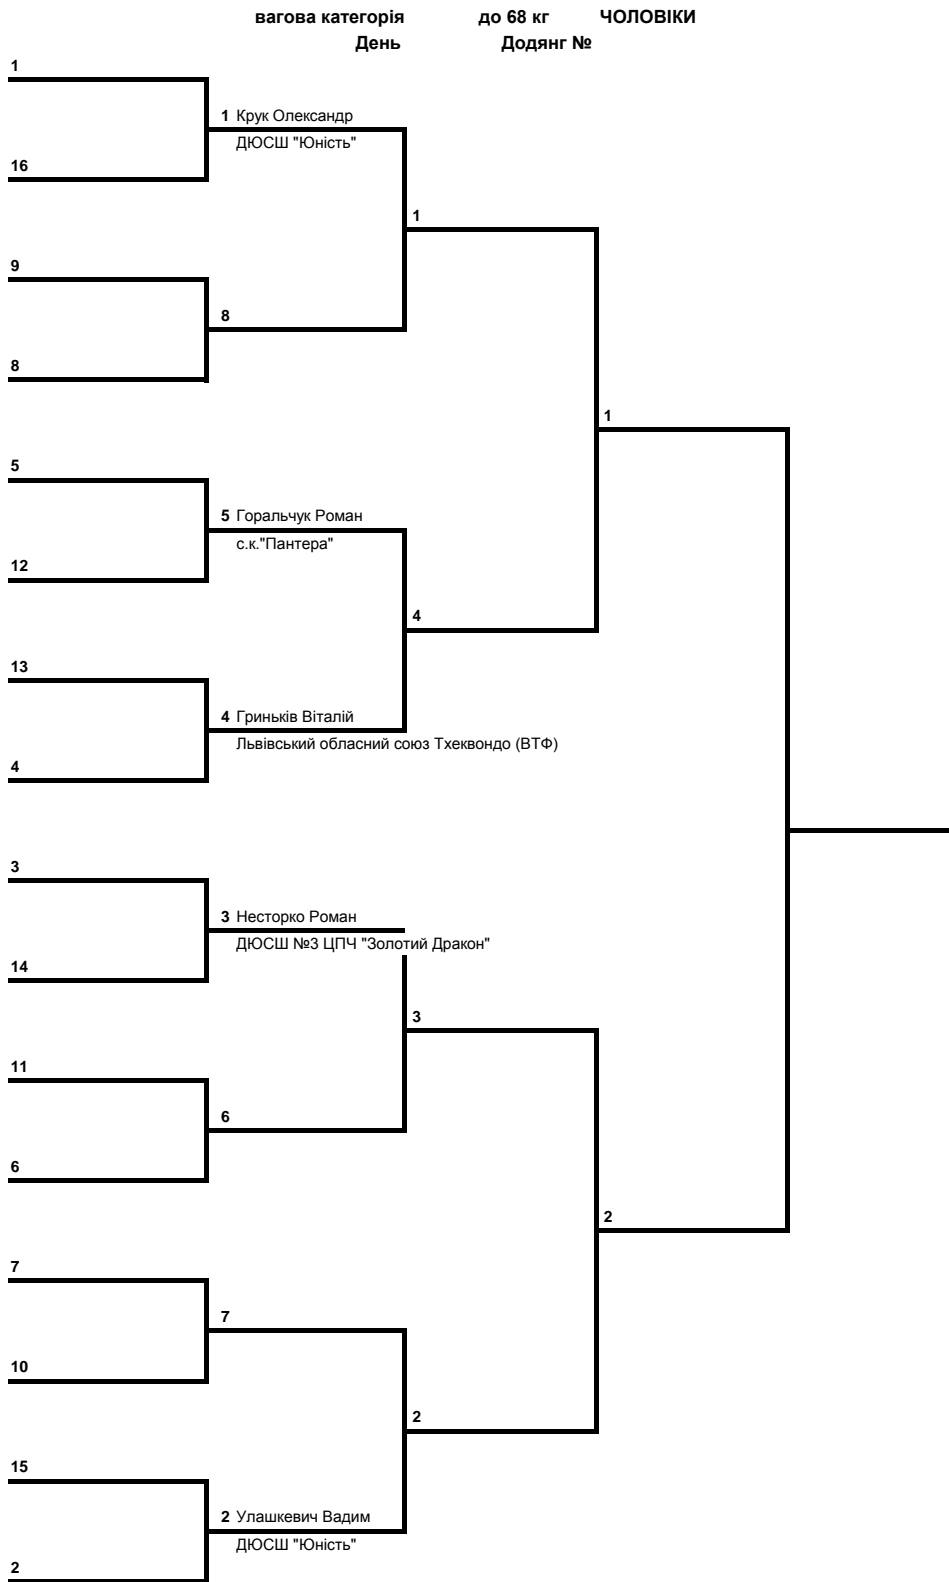 вагова категорія до 68 кг ЧОЛОВІКИ
День Додянг №
1
1 Крук Олександр
ДЮСШ "Юність"
16
1
9
8
8
1
5
5 Горальчук Роман
с.к."Пантера"
12
4
13
4 Гриньків Віталій
Львівський обласний союз Тхеквондо (ВТФ)
4
3
3 Несторко Роман
ДЮСШ №3 ЦПЧ "Золотий Дракон"
14
3
11
6
6
2
7
7
10
2
15
2 Улашкевич Вадим
ДЮСШ "Юність"
2